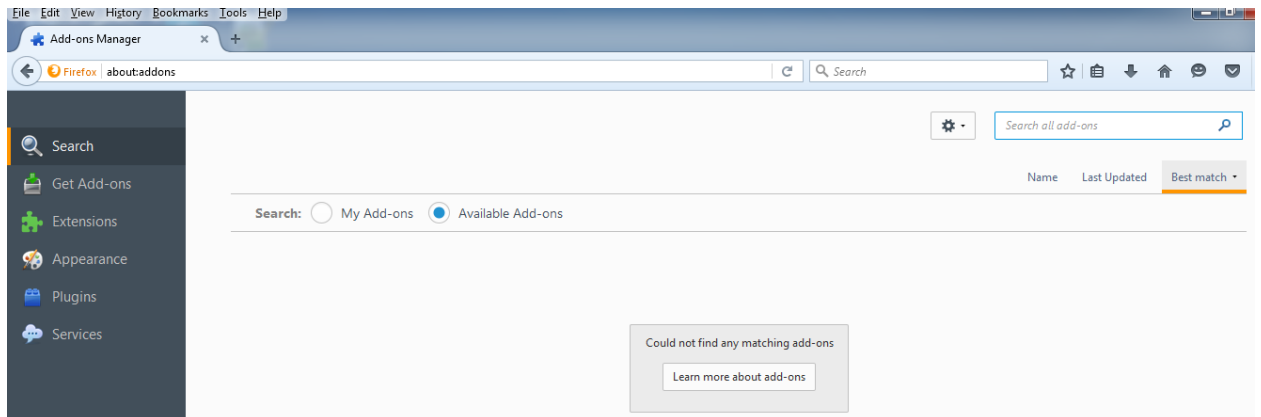 File Edit View History Bookmarks Tools Help
Add-ons Manager × +
Firefox about:addons Search
Search all add-ons
Search
Name Last Updated Best match
Get Add-ons
Search: My Add-ons Available Add-ons
Extensions
Appearance
Plugins
Services
Could not find any matching add-ons
Learn more about add-ons